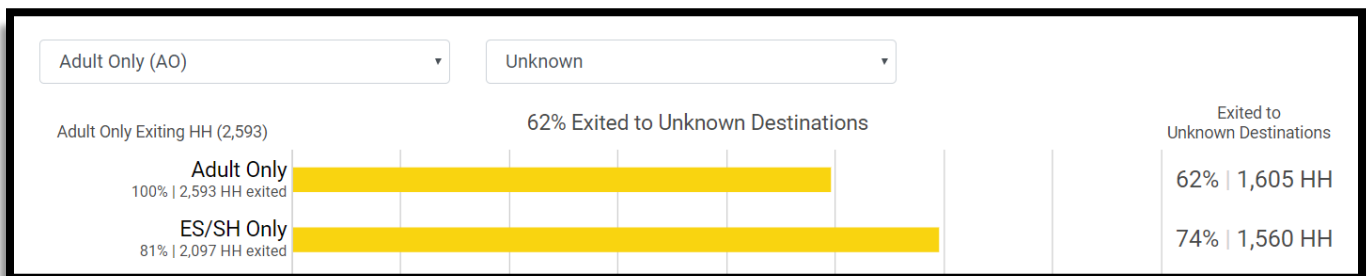 Adult Only (AO)
Unknown
Adult Only Exiting HH (2,593)
62% Exited to Unknown Destinations
Exited to
Unknown Destinations
Adult Only
100% | 2,593 HH exited
62% | 1,605 HH
ES/SH Only
81% | 2,097 HH exited
74% | 1,560 HH